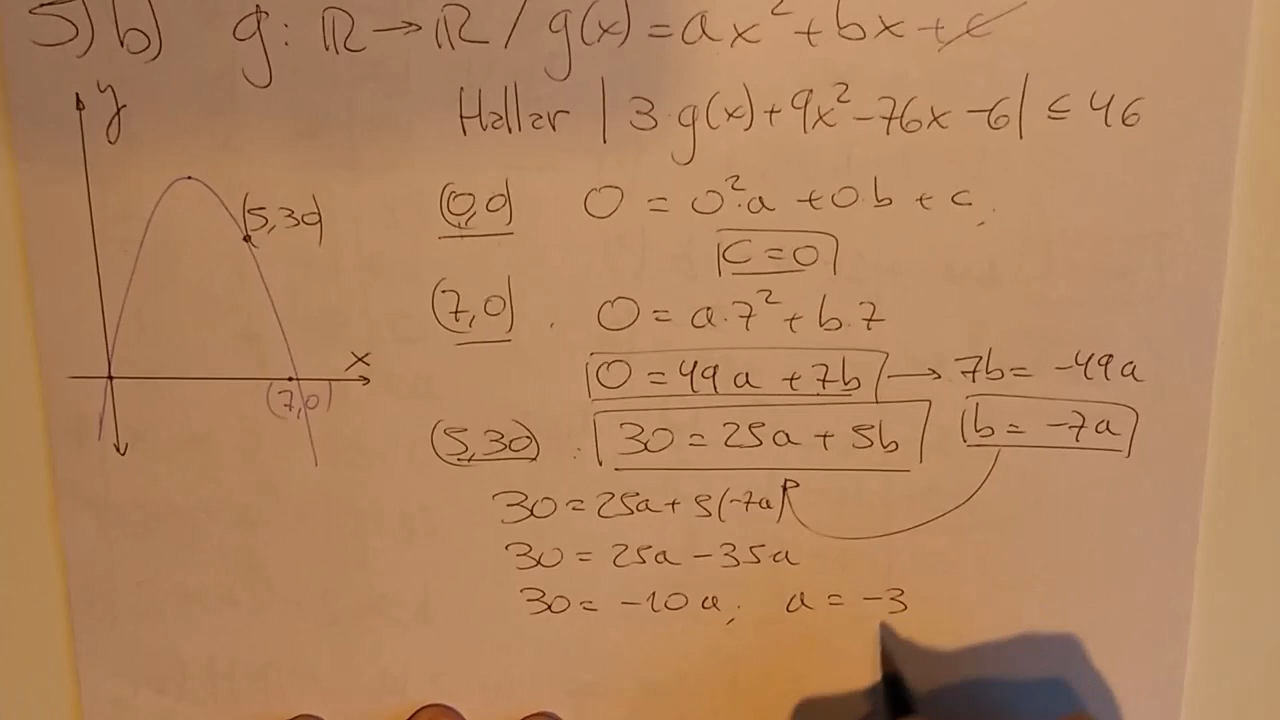 5) b) g: ℝ → ℝ / g(x) = ax² + bx + c
Hallar | 3 g(x) + 9x² - 76x - 6 | ≤ 46
y
(5,30)
x
(7,0)
(0,0) 0 = 0²·a + 0·b + c
c = 0
(7,0) . 0 = a·7² + b·7
0 = 49a + 7b → 7b = -49a
(5,30) . 30 = 25a + 5b b = -7a
30 = 25a + 5(-7a)
30 = 25a - 35a
30 = -10a; a = -3